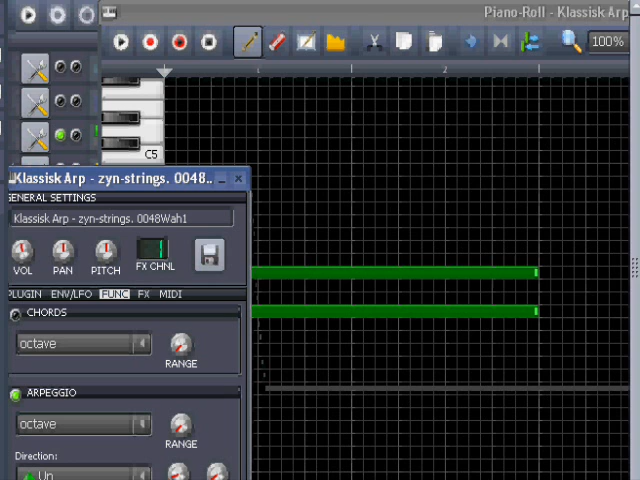 Piano-Roll - Klassisk Arp
100%
C5
Klassisk Arp - zyn-strings. 0048..
GENERAL SETTINGS
Klassisk Arp - zyn-strings. 0048Wah1
1
VOL PAN PITCH FX CHNL
PLUGIN ENV/LFO FUNC FX MIDI
CHORDS
octave
RANGE
ARPEGGIO
octave
RANGE
Direction:
Up